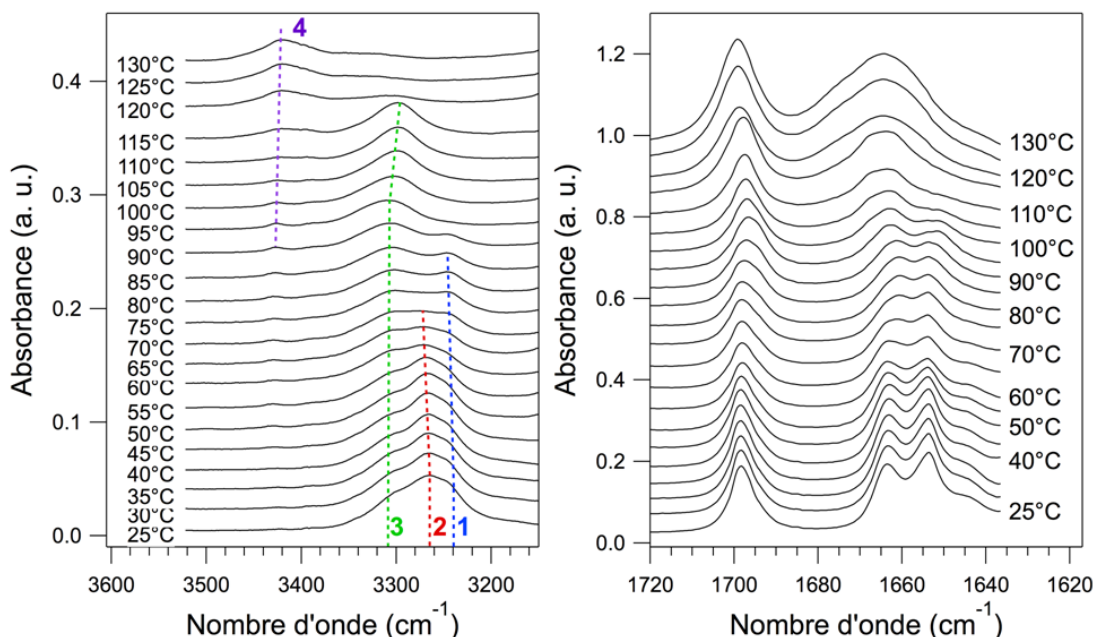 4
130°C
125°C
120°C
115°C
110°C
105°C
100°C
95°C
90°C
85°C
80°C
75°C
70°C
65°C
60°C
55°C
50°C
45°C
40°C
35°C
30°C
25°C
3
2
1
0.4
0.3
0.2
0.1
0.0
Absorbance (a. u.)
3600
3500
3400
3300
3200
Nombre d'onde (cm⁻¹)
1.2
1.0
0.8
0.6
0.4
0.2
0.0
Absorbance (a. u.)
130°C
120°C
110°C
100°C
90°C
80°C
70°C
60°C
50°C
40°C
25°C
1720
1700
1680
1660
1640
1620
Nombre d'onde (cm⁻¹)